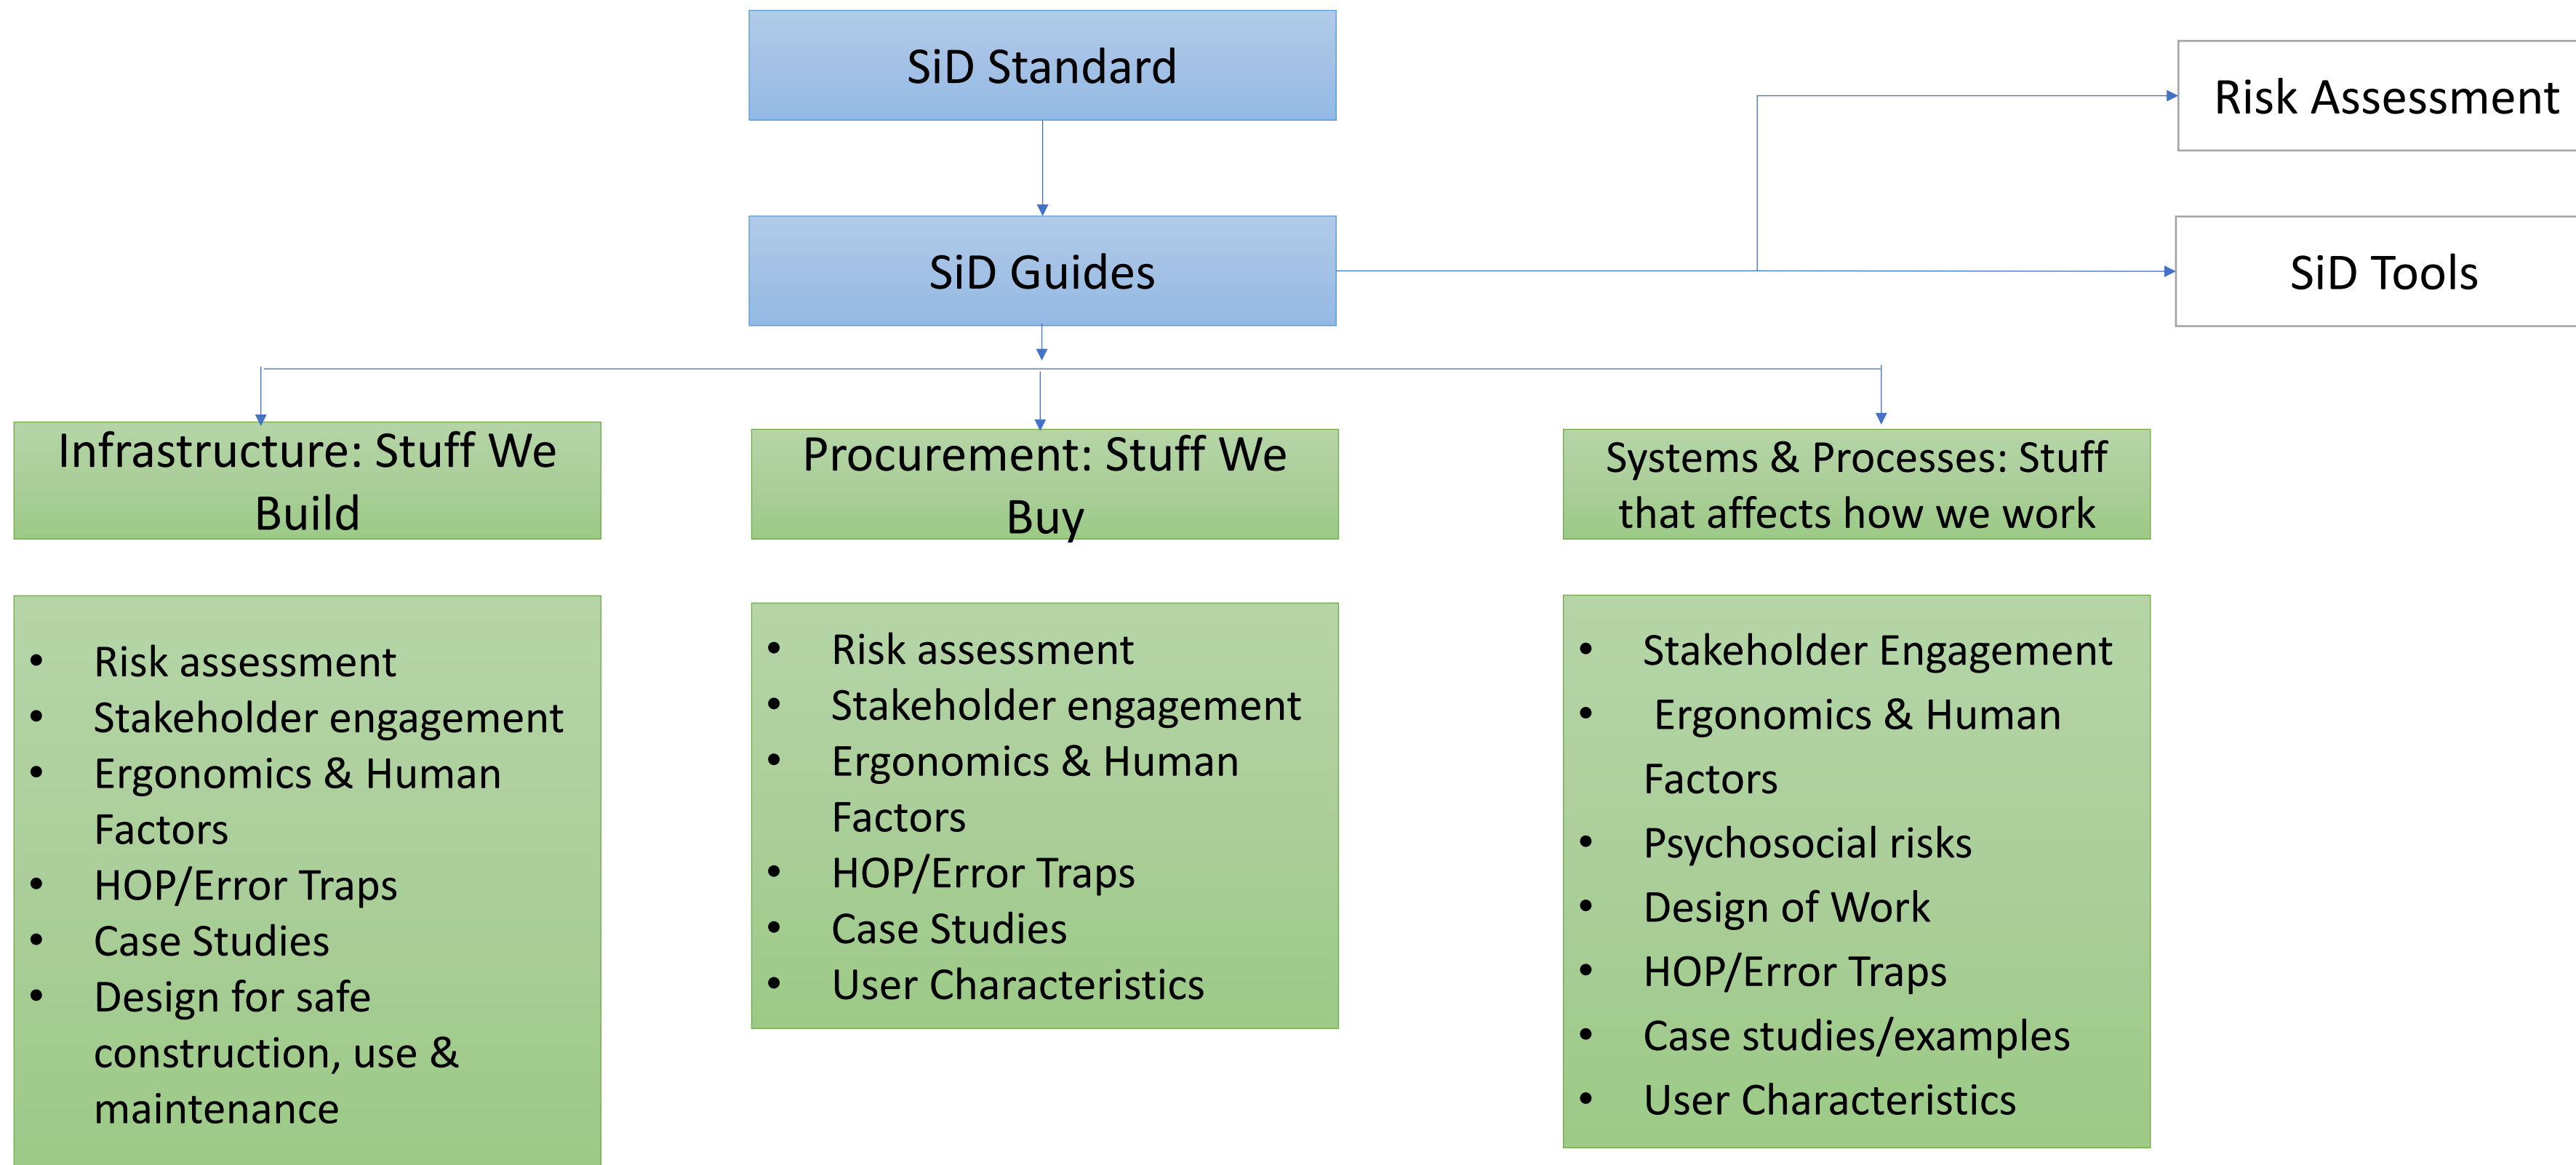 SiD Standard
Risk Assessment
SiD Guides
SiD Tools
Infrastructure: Stuff We
Build
Procurement: Stuff We
Buy
Systems & Processes: Stuff
that affects how we work
• Risk assessment
• Stakeholder engagement
• Ergonomics & Human
Factors
• HOP/Error Traps
• Case Studies
• Design for safe
construction, use &
maintenance
• Risk assessment
• Stakeholder engagement
• Ergonomics & Human
Factors
• HOP/Error Traps
• Case Studies
• User Characteristics
• Stakeholder Engagement
• Ergonomics & Human
Factors
• Psychosocial risks
• Design of Work
• HOP/Error Traps
• Case studies/examples
• User Characteristics